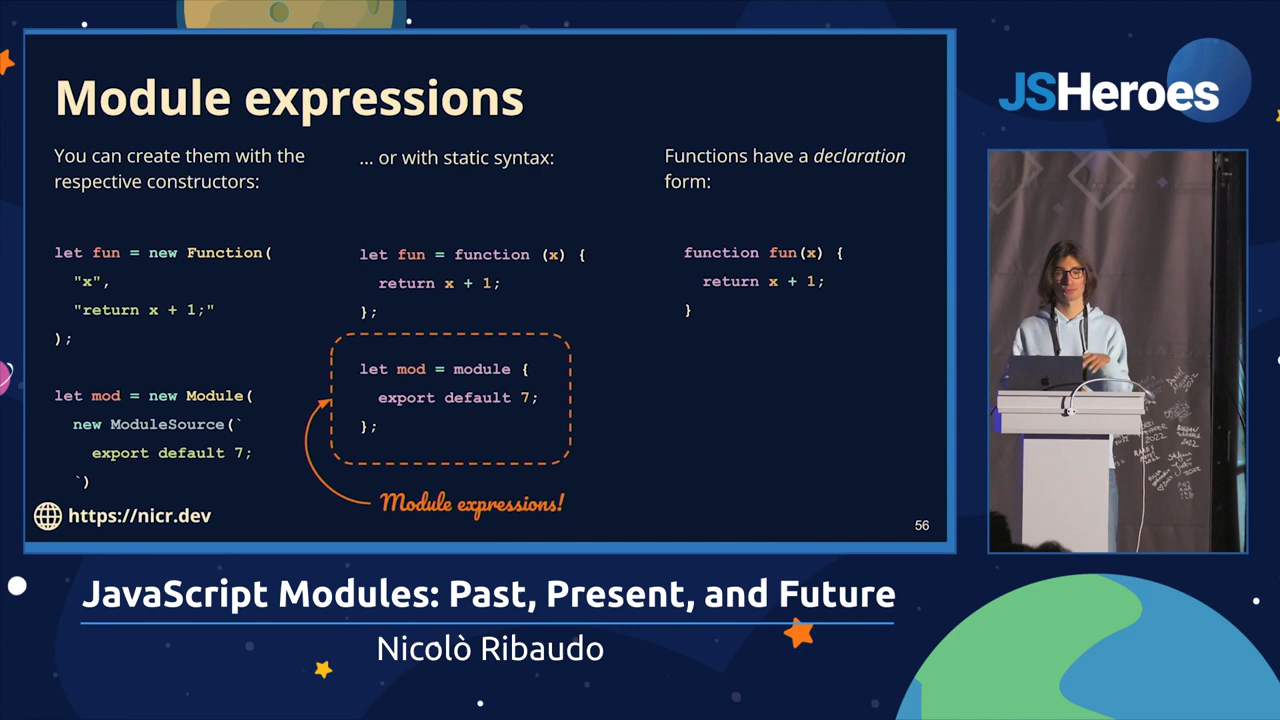 Module expressions
You can create them with the
respective constructors:
let fun = new Function(
"x",
"return x + 1;"
);
let mod = new Module(
new ModuleSource(`
export default 7;
`)
... or with static syntax:
let fun = function (x) {
return x + 1;
};
let mod = module {
export default 7;
};
Module expressions!
Functions have a declaration
form:
function fun(x) {
return x + 1;
}
https://nicr.dev
56
JSHeroes
2022
2022
2022
JavaScript Modules: Past, Present, and Future
Nicolò Ribaudo